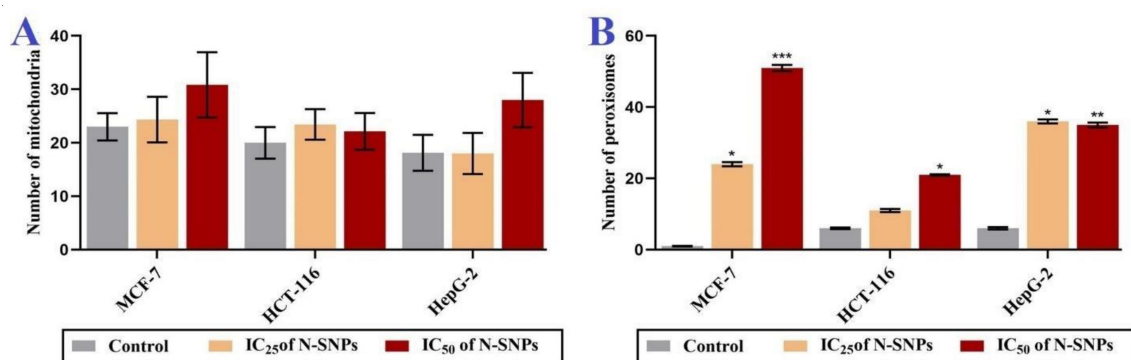 A
Number of mitochondria
40
30
20
10
0
MCF-7
HCT-116
HepG-2
Control
IC25of N-SNPs
IC50 of N-SNPs
B
Number of peroxisomes
60
40
20
0
*
***
*
*
**
MCF-7
HCT-116
HepG-2
Control
IC25of N-SNPs
IC50 of N-SNPs